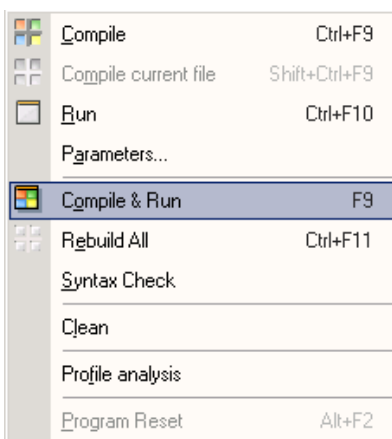 Compile Ctrl+F9
Compile current file Shift+Ctrl+F9
Run Ctrl+F10
Parameters...
Compile & Run F9
Rebuild All Ctrl+F11
Syntax Check
Clean
Profile analysis
Program Reset Alt+F2